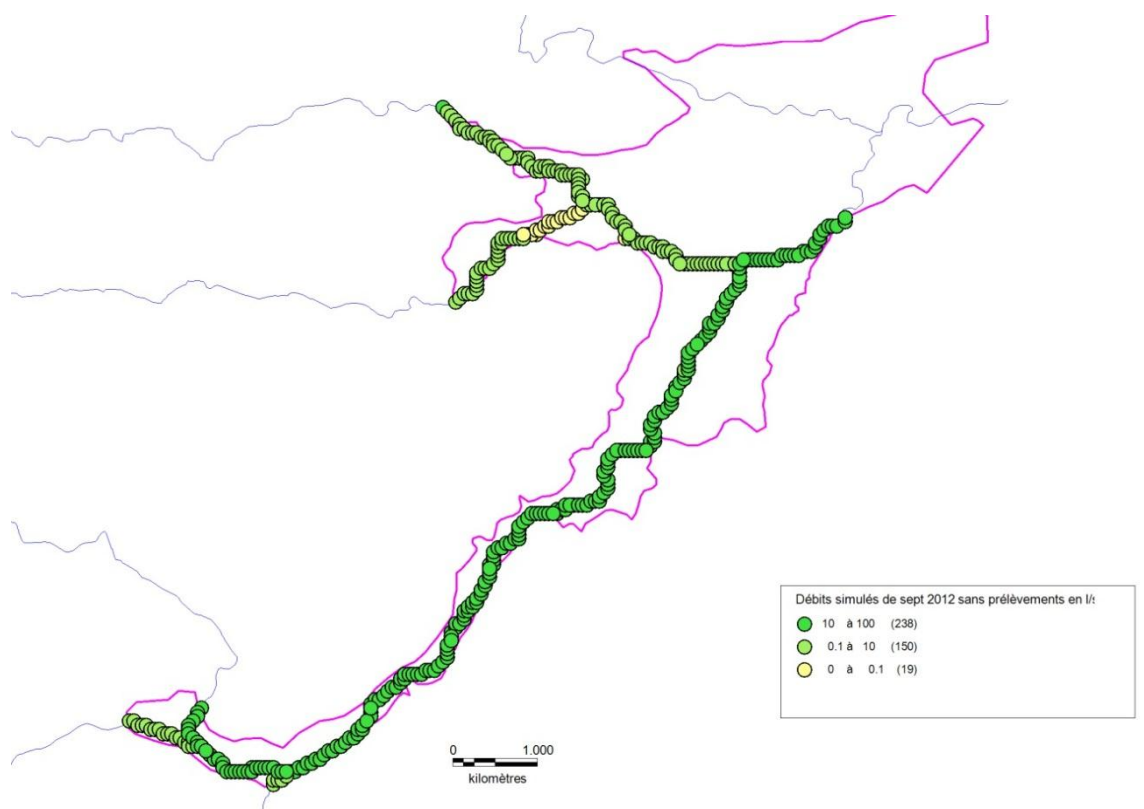 Débits simulés de sept 2012 sans prélèvements en l/s
10 à 100 (238)
0.1 à 10 (150)
0 à 0.1 (19)
0 1.000
kilomètres